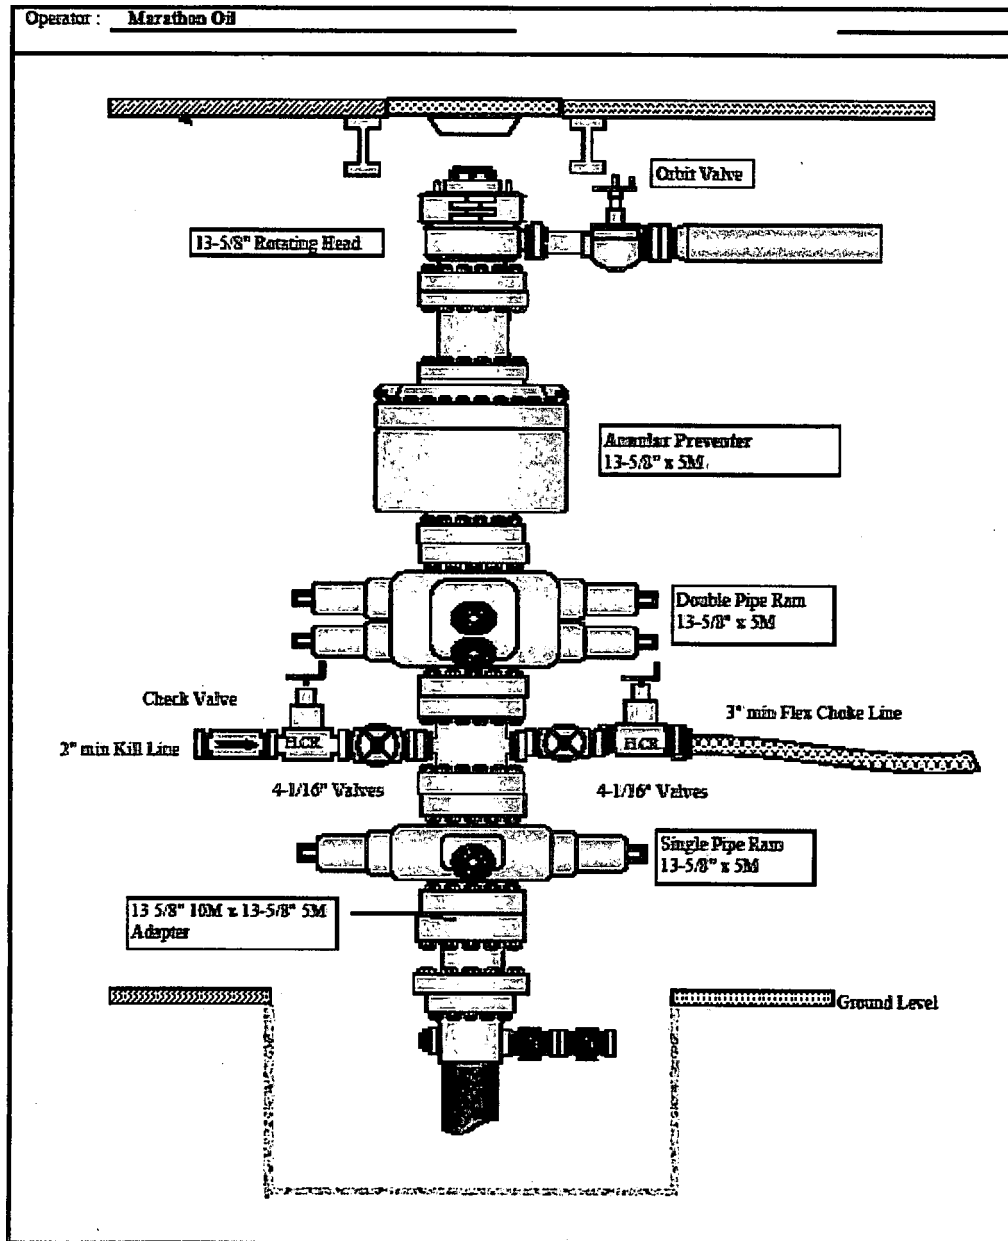 Operator : Marathon Oil
Orbit Valve
13-5/8" Rotating Head
Annular Preventer
13-5/8" x 5M
Double Pipe Ram
13-5/8" x 5M
Check Valve
3" min Flex Choke Line
2" min Kill Line
HCR
HCR
4-1/16" Valves
4-1/16" Valves
Single Pipe Ram
13-5/8" x 5M
13 5/8" 10M x 13-5/8" 5M
Adapter
Ground Level